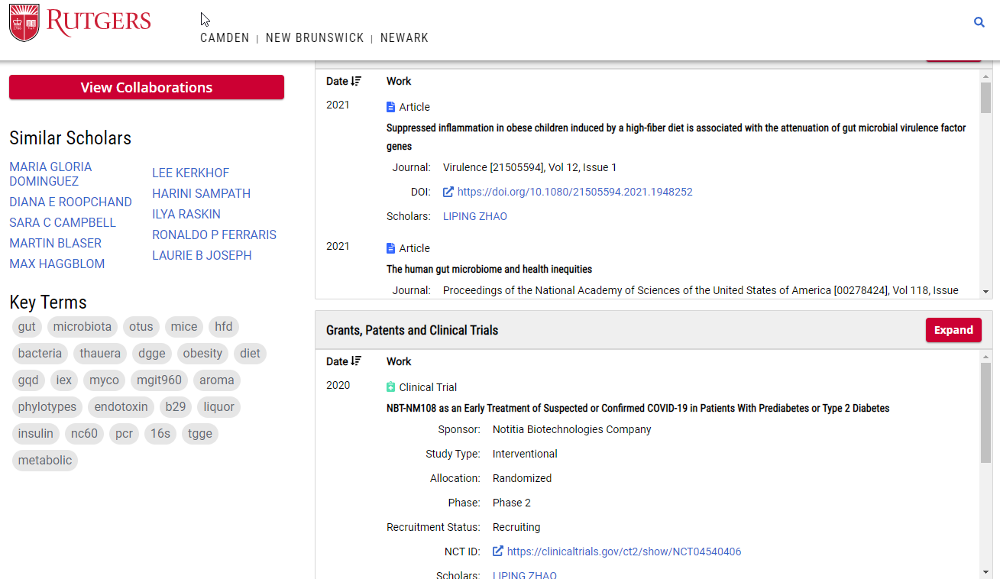 RUTGERS
CAMDEN | NEW BRUNSWICK | NEWARK
View Collaborations
Similar Scholars
MARIA GLORIA
DOMINGUEZ
DIANA E ROOPCHAND
SARA C CAMPBELL
MARTIN BLASER
MAX HAGGBLOM
LEE KERKHOF
HARINI SAMPATH
ILYA RASKIN
RONALDO P FERRARIS
LAURIE B JOSEPH
Key Terms
gut microbiota otus mice hfd
bacteria thauera dgge obesity diet
gqd iex myco mgit960 aroma
phylotypes endotoxin b29 liquor
insulin nc60 pcr 16s tgge
metabolic
Date Work
2021 Article
Suppressed inflammation in obese children induced by a high-fiber diet is associated with the attenuation of gut microbial virulence factor
genes
Journal: Virulence [21505594], Vol 12, Issue 1
DOI: https://doi.org/10.1080/21505594.2021.1948252
Scholars: LIPING ZHAO
2021 Article
The human gut microbiome and health inequities
Journal: Proceedings of the National Academy of Sciences of the United States of America [00278424], Vol 118, Issue
Grants, Patents and Clinical Trials Expand
Date Work
2020 Clinical Trial
NBT-NM108 as an Early Treatment of Suspected or Confirmed COVID-19 in Patients With Prediabetes or Type 2 Diabetes
Sponsor: Notitia Biotechnologies Company
Study Type: Interventional
Allocation: Randomized
Phase: Phase 2
Recruitment Status: Recruiting
NCT ID: https://clinicaltrials.gov/ct2/show/NCT04540406
Scholars: LIPING ZHAO